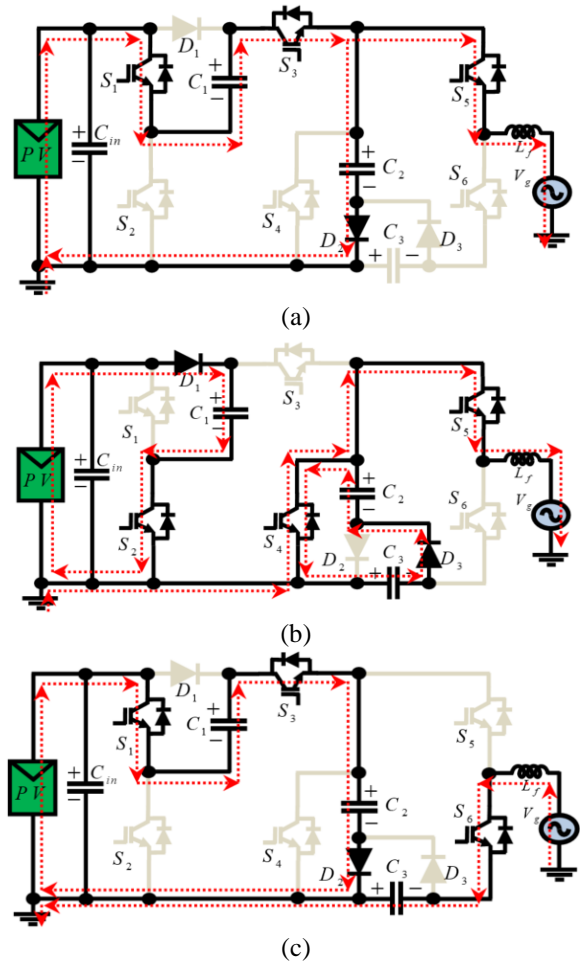 D1
S3
S1
C1
S5
PV
Cin
Lf
Vg
C2
S6
S2
S4
D2
C3
D3
(a)
D1
S3
C1
S1
S5
Cin
Lf
PV
C2
S6
Vg
S2
S4
D2
C3
D3
(b)
D1
S3
S1
C1
S5
Cin
Lf
PV
C2
S6
Vg
S2
S4
D2
C3
D3
(c)